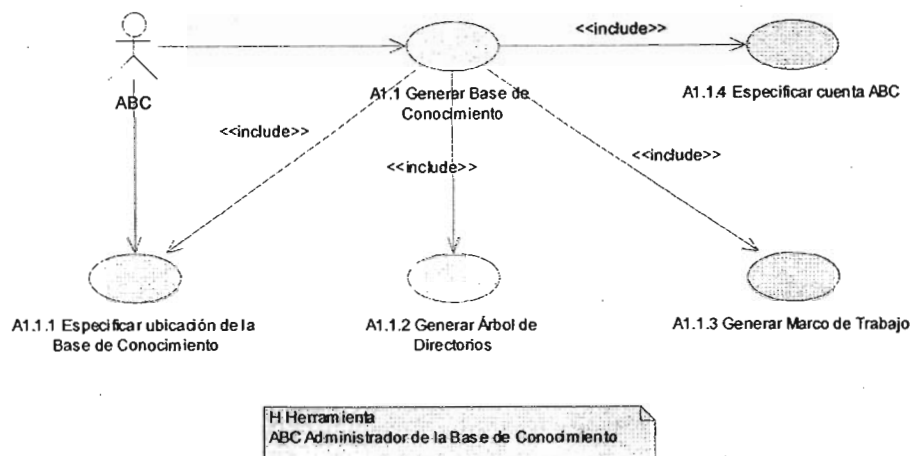 <<include>>
ABC
A1.1 Generar Base de
Conocimiento
A1.1.4 Especificar cuenta ABC
<<include>>
<<include>>
<<include>>
A1.1.1 Especificar ubicación de la
Base de Conocimiento
A1.1.2 Generar Árbol de
Directorios
A1.1.3 Generar Marco de Trabajo
H Herramienta
ABC Administrador de la Base de Conocimiento